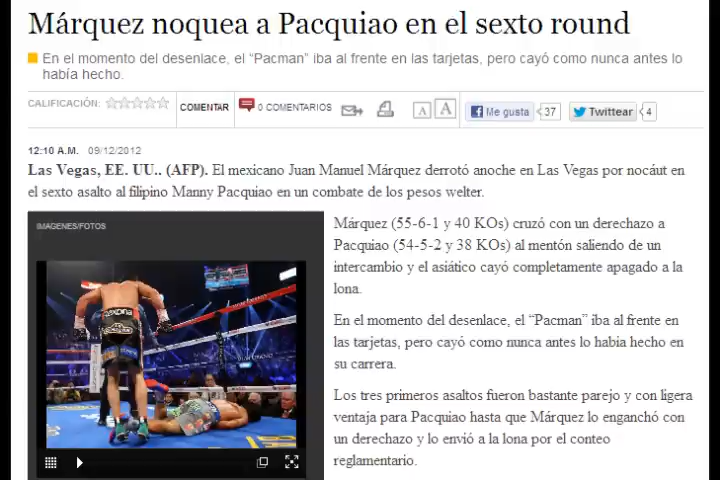 Márquez noquea a Pacquiao en el sexto round
En el momento del desenlace, el “Pacman” iba al frente en las tarjetas, pero cayó como nunca antes lo
había hecho.
CALIFICACIÓN:
COMENTAR
0 COMENTARIOS
A A
Me gusta
37
Twittear
4
12:10 A.M. 09/12/2012
Las Vegas, EE. UU.. (AFP). El mexicano Juan Manuel Márquez derrotó anoche en Las Vegas por nocáut en
el sexto asalto al filipino Manny Pacquiao en un combate de los pesos welter.
IMAGENES/FOTOS
Márquez (55-6-1 y 40 KOs) cruzó con un derechazo a
Pacquiao (54-5-2 y 38 KOs) al mentón saliendo de un
intercambio y el asiático cayó completamente apagado a la
lona.
En el momento del desenlace, el “Pacman” iba al frente en
las tarjetas, pero cayó como nunca antes lo habia hecho en
su carrera.
Los tres primeros asaltos fueron bastante parejo y con ligera
ventaja para Pacquiao hasta que Márquez lo enganchó con
un derechazo y lo envió a la lona por el conteo
reglamentario.